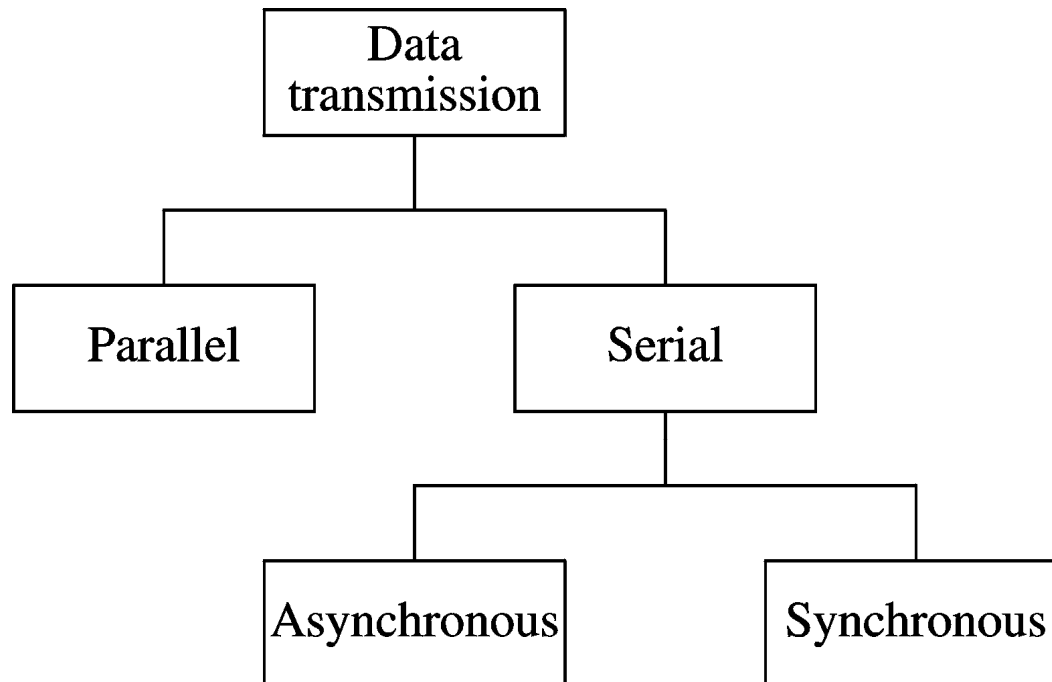 Data
transmission
Parallel
Serial
Asynchronous
Synchronous